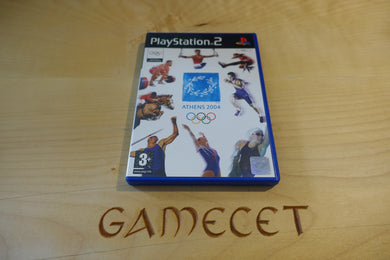 PlayStation 2
ATHENS 2004
3+
GAMECET